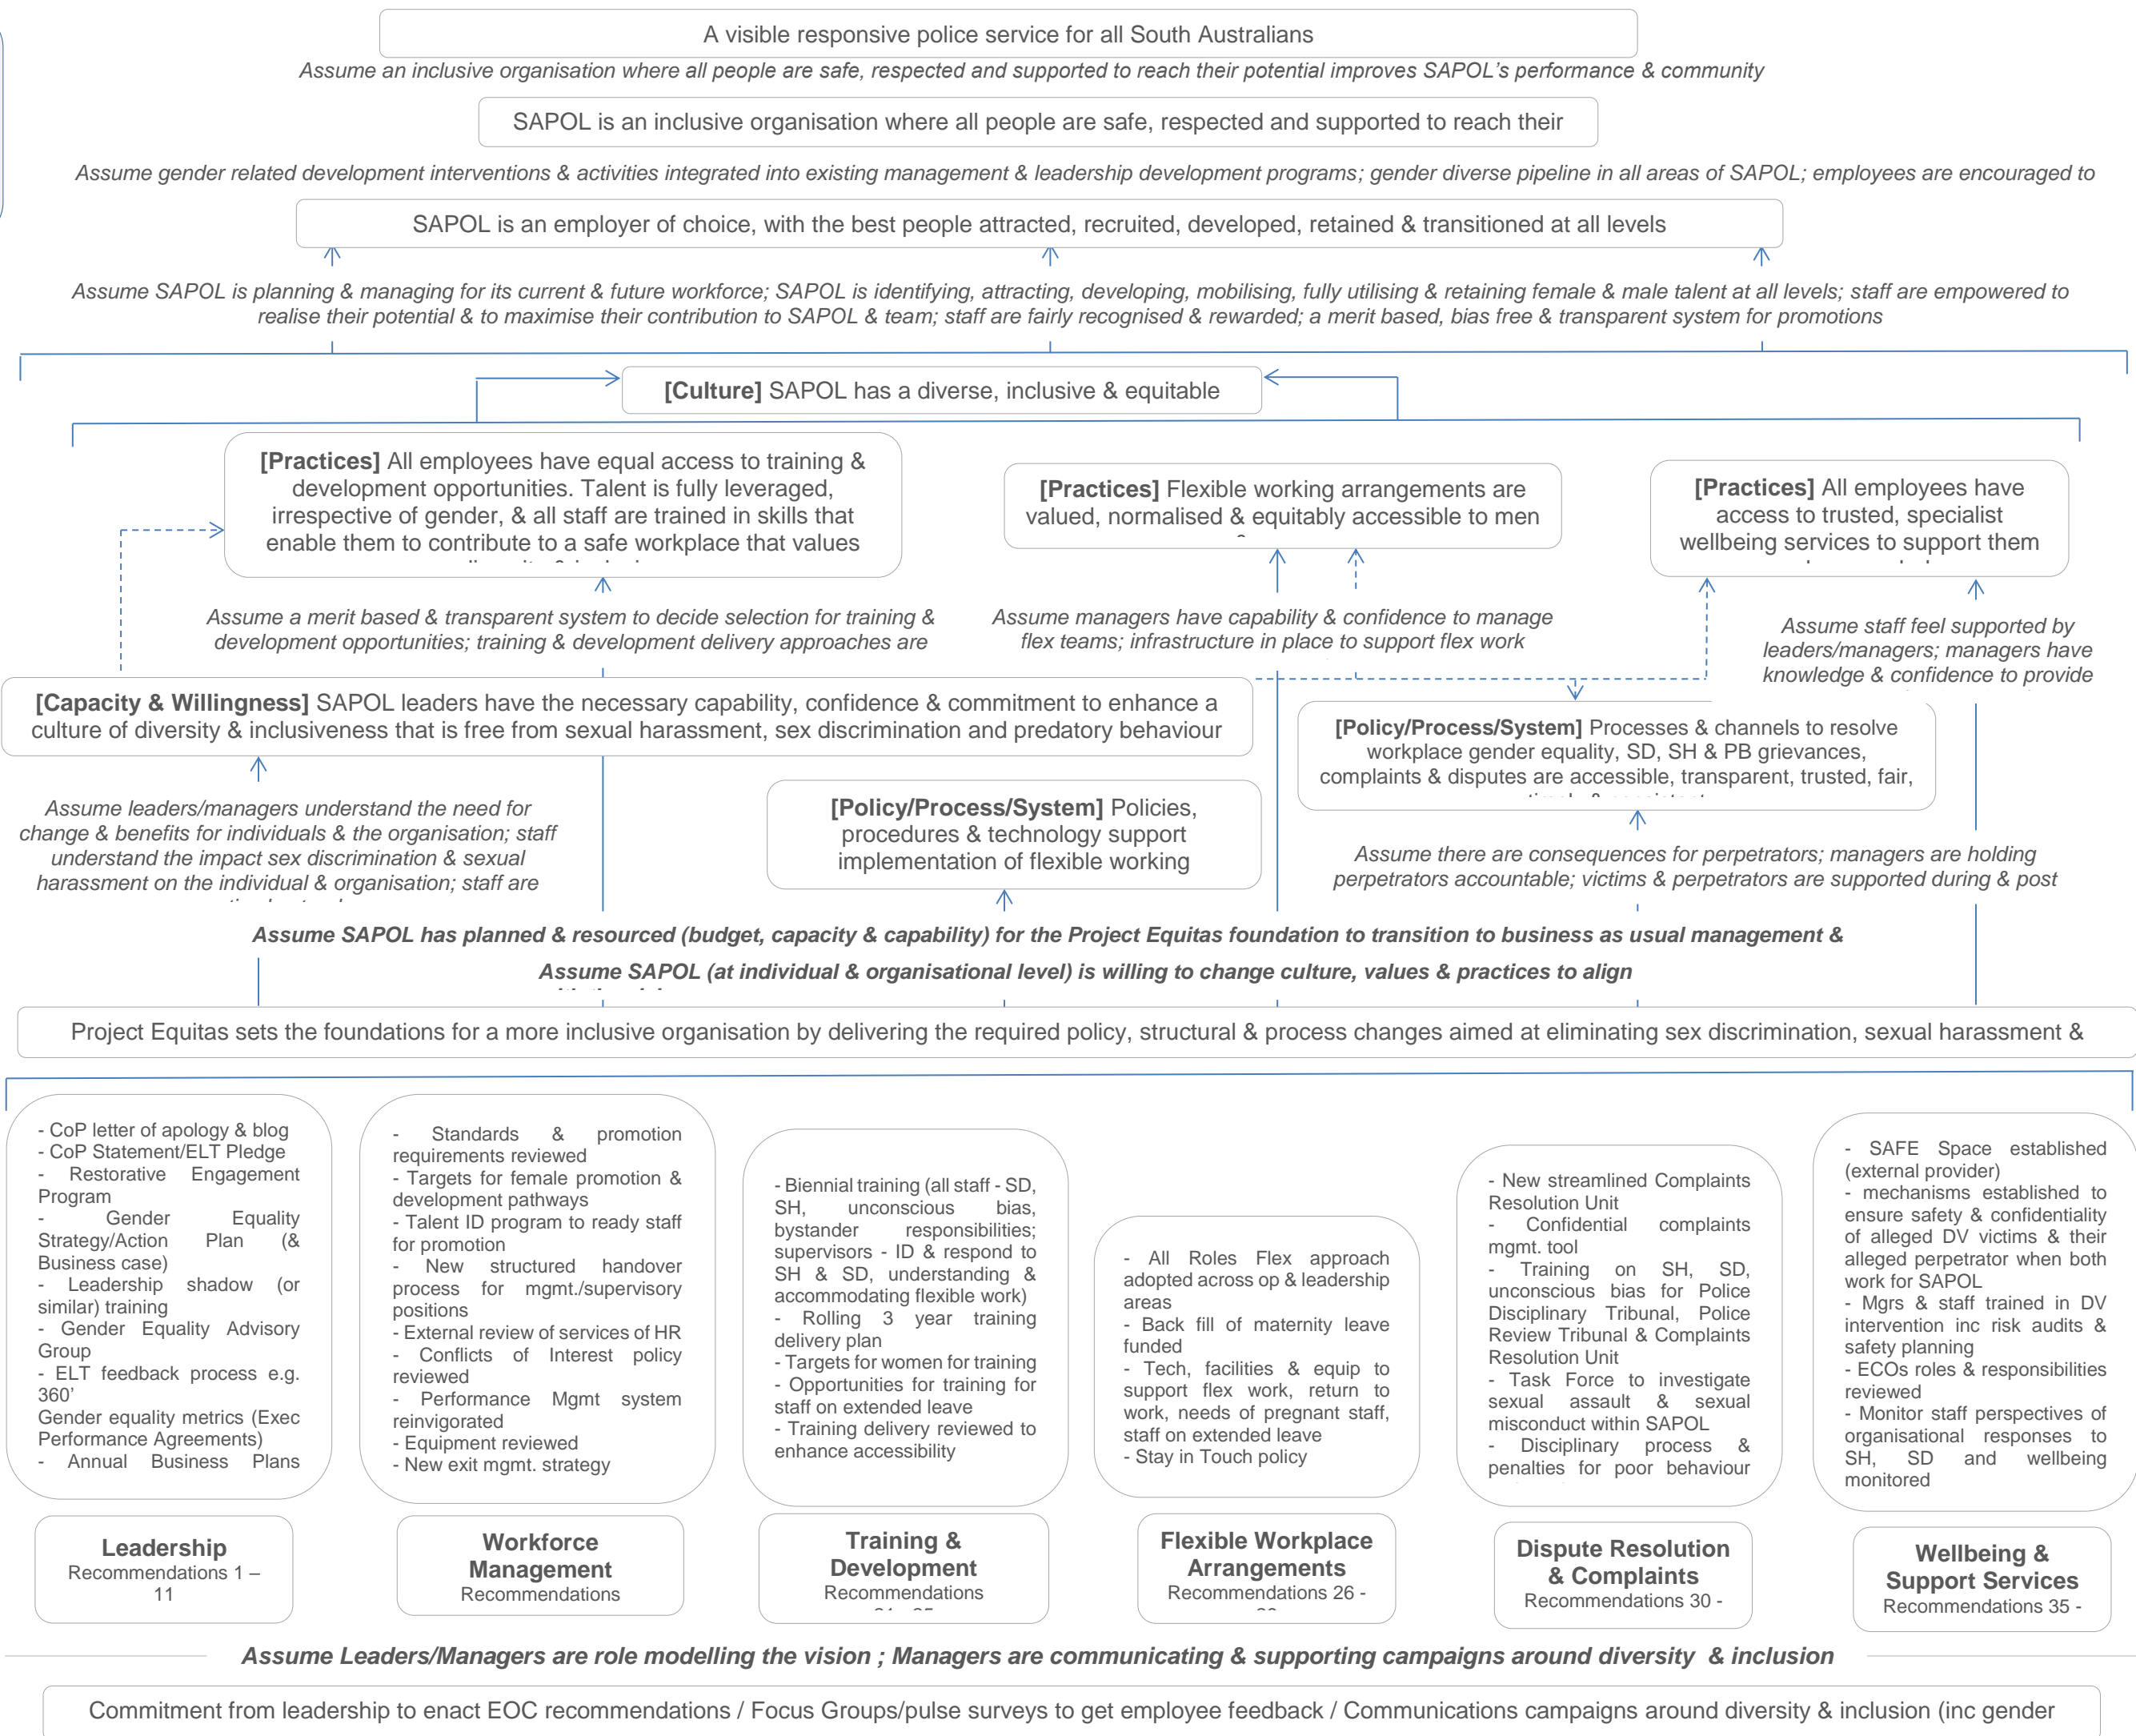 A visible responsive police service for all South Australians
Assume an inclusive organisation where all people are safe, respected and supported to reach their potential improves SAPOL's performance & community
SAPOL is an inclusive organisation where all people are safe, respected and supported to reach their
Assume gender related development interventions & activities integrated into existing management & leadership development programs; gender diverse pipeline in all areas of SAPOL; employees are encouraged to
SAPOL is an employer of choice, with the best people attracted, recruited, developed, retained & transitioned at all levels
Assume SAPOL is planning & managing for its current & future workforce; SAPOL is identifying, attracting, developing, mobilising, fully utilising & retaining female & male talent at all levels; staff are empowered to
realise their potential & to maximise their contribution to SAPOL & team; staff are fairly recognised & rewarded; a merit based, bias free & transparent system for promotions
[Culture] SAPOL has a diverse, inclusive & equitable
[Practices] All employees have equal access to training &
development opportunities. Talent is fully leveraged,
irrespective of gender, & all staff are trained in skills that
enable them to contribute to a safe workplace that values
[Practices] Flexible working arrangements are
valued, normalised & equitably accessible to men
[Practices] All employees have
access to trusted, specialist
wellbeing services to support them
Assume a merit based & transparent system to decide selection for training &
development opportunities; training & development delivery approaches are
Assume managers have capability & confidence to manage
flex teams; infrastructure in place to support flex work
Assume staff feel supported by
leaders/managers; managers have
knowledge & confidence to provide
[Capacity & Willingness] SAPOL leaders have the necessary capability, confidence & commitment to enhance a
culture of diversity & inclusiveness that is free from sexual harassment, sex discrimination and predatory behaviour
[Policy/Process/System] Processes & channels to resolve
workplace gender equality, SD, SH & PB grievances,
complaints & disputes are accessible, transparent, trusted, fair,
Assume leaders/managers understand the need for
change & benefits for individuals & the organisation; staff
understand the impact sex discrimination & sexual
harassment on the individual & organisation; staff are
[Policy/Process/System] Policies,
procedures & technology support
implementation of flexible working
Assume there are consequences for perpetrators; managers are holding
perpetrators accountable; victims & perpetrators are supported during & post
Assume SAPOL has planned & resourced (budget, capacity & capability) for the Project Equitas foundation to transition to business as usual management &
Assume SAPOL (at individual & organisational level) is willing to change culture, values & practices to align
Project Equitas sets the foundations for a more inclusive organisation by delivering the required policy, structural & process changes aimed at eliminating sex discrimination, sexual harassment &
- CoP letter of apology & blog
- CoP Statement/ELT Pledge
- Restorative Engagement
Program
- Gender Equality
Strategy/Action Plan (&
Business case)
- Leadership shadow (or
similar) training
- Gender Equality Advisory
Group
- ELT feedback process e.g.
360'
Gender equality metrics (Exec
Performance Agreements)
- Annual Business Plans
- Standards & promotion
requirements reviewed
- Targets for female promotion &
development pathways
- Talent ID program to ready staff
for promotion
- New structured handover
process for mgmt./supervisory
positions
- External review of services of HR
- Conflicts of Interest policy
reviewed
- Performance Mgmt system
reinvigorated
- Equipment reviewed
- New exit mgmt. strategy
- Biennial training (all staff - SD,
SH, unconscious bias,
bystander responsibilities;
supervisors - ID & respond to
SH & SD, understanding &
accommodating flexible work)
- Rolling 3 year training
delivery plan
- Targets for women for training
- Opportunities for training for
staff on extended leave
- Training delivery reviewed to
enhance accessibility
- All Roles Flex approach
adopted across op & leadership
areas
- Back fill of maternity leave
funded
- Tech, facilities & equip to
support flex work, return to
work, needs of pregnant staff,
staff on extended leave
- Stay in Touch policy
- New streamlined Complaints
Resolution Unit
- Confidential complaints
mgmt. tool
- Training on SH, SD,
unconscious bias for Police
Disciplinary Tribunal, Police
Review Tribunal & Complaints
Resolution Unit
- Task Force to investigate
sexual assault & sexual
misconduct within SAPOL
- Disciplinary process &
penalties for poor behaviour
- SAFE Space established
(external provider)
- mechanisms established to
ensure safety & confidentiality
of alleged DV victims & their
alleged perpetrator when both
work for SAPOL
- Mgrs & staff trained in DV
intervention inc risk audits &
safety planning
- ECOs roles & responsibilities
reviewed
- Monitor staff perspectives of
organisational responses to
SH, SD and wellbeing
monitored
Leadership
Recommendations 1 –
11
Workforce
Management
Recommendations
Training &
Development
Recommendations
Flexible Workplace
Arrangements
Recommendations 26 -
Dispute Resolution
& Complaints
Recommendations 30 -
Wellbeing &
Support Services
Recommendations 35 -
Assume Leaders/Managers are role modelling the vision ; Managers are communicating & supporting campaigns around diversity & inclusion
Commitment from leadership to enact EOC recommendations / Focus Groups/pulse surveys to get employee feedback / Communications campaigns around diversity & inclusion (inc gender